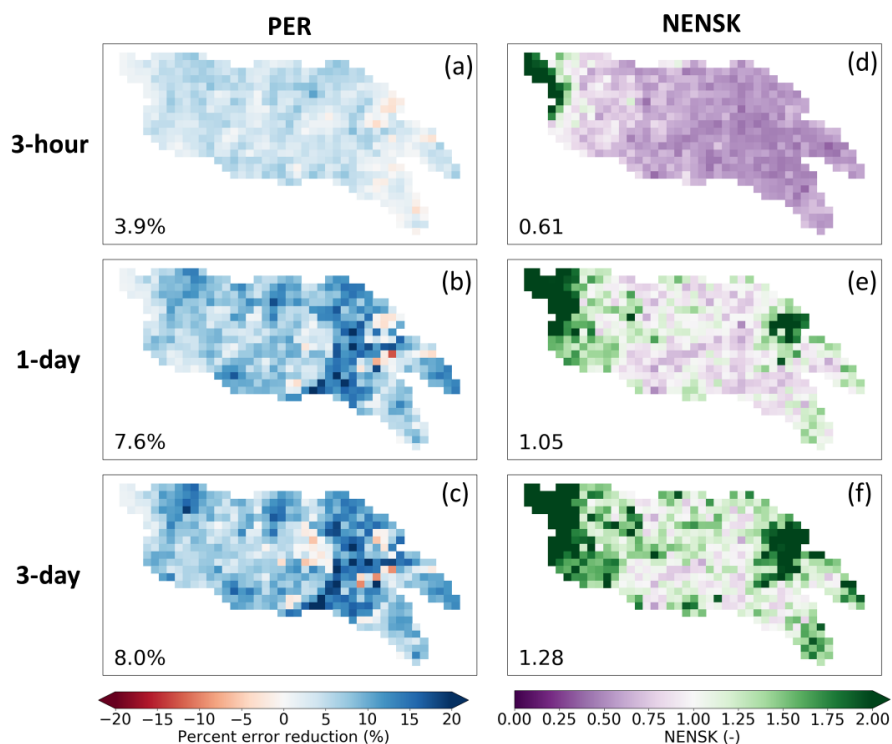 PER
NENSK
3-hour
(a)
3.9%
(d)
0.61
1-day
(b)
7.6%
(e)
1.05
3-day
(c)
8.0%
(f)
1.28
−20 −15 −10 −5 0 5 10 15 20
Percent error reduction (%)
0.00 0.25 0.50 0.75 1.00 1.25 1.50 1.75 2.00
NENSK (-)